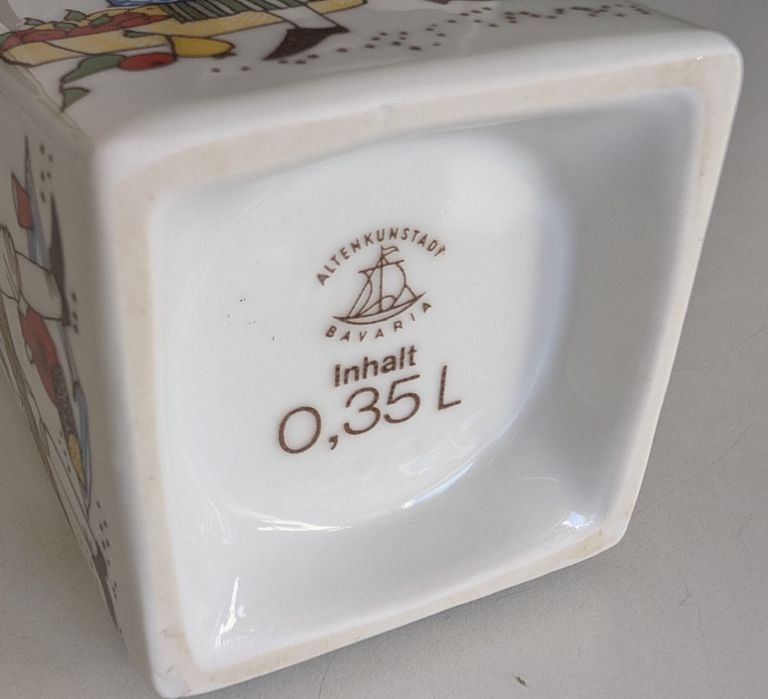 ALTENKUNSTADT
BAVARIA
Inhalt
0,35 L